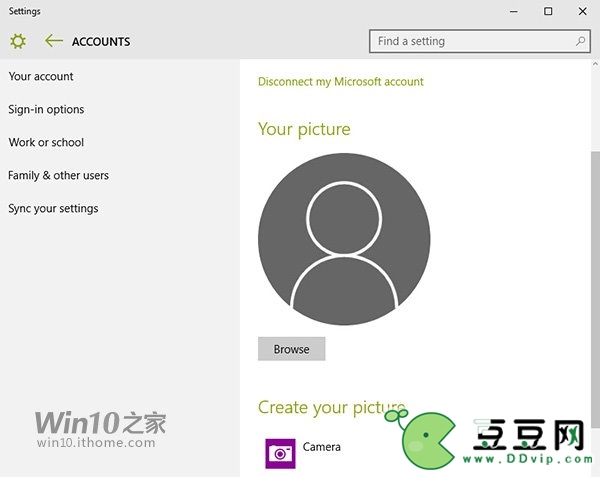 Settings
ACCOUNTS
Find a setting
Your account
Sign-in options
Work or school
Family & other users
Sync your settings
Disconnect my Microsoft account
Your picture
Browse
Create your picture
Camera
Win10之家
win10.ithome.com
豆豆网
www.DDvip.com